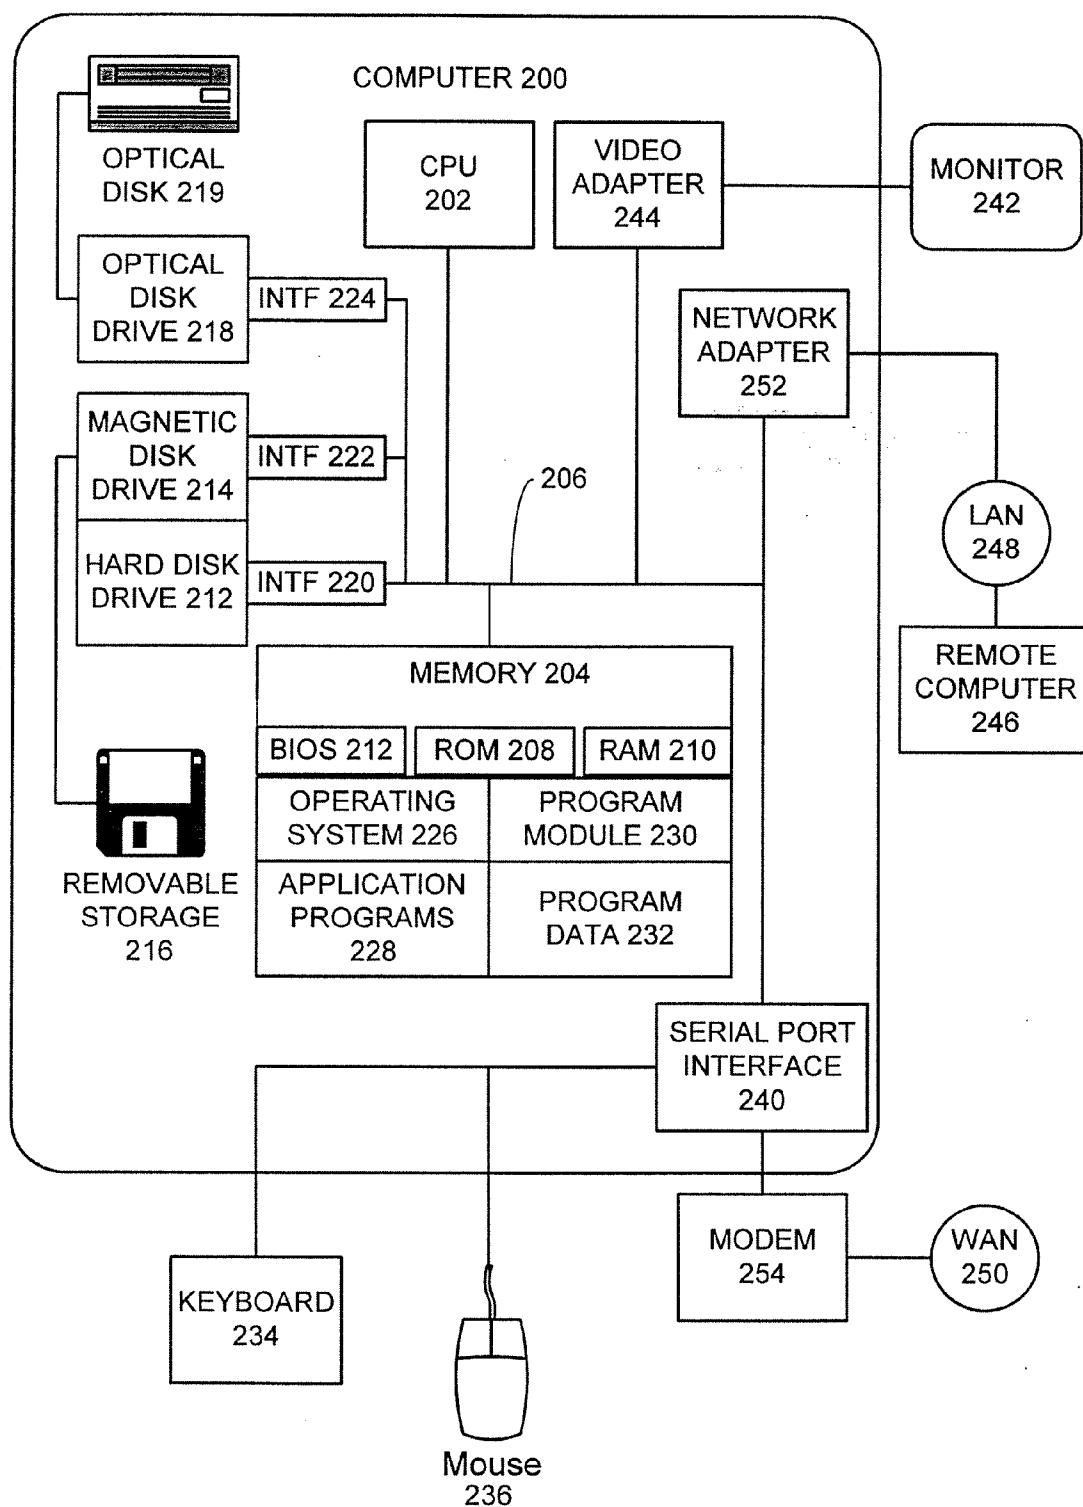 COMPUTER 200
OPTICAL
DISK 219
CPU
202
VIDEO
ADAPTER
244
MONITOR
242
OPTICAL
DISK
DRIVE 218
INTF 224
NETWORK
ADAPTER
252
MAGNETIC
DISK
DRIVE 214
INTF 222
206
LAN
248
HARD DISK
DRIVE 212
INTF 220
REMOTE
COMPUTER
246
MEMORY 204
BIOS 212
ROM 208
RAM 210
OPERATING
SYSTEM 226
PROGRAM
MODULE 230
APPLICATION
PROGRAMS
228
PROGRAM
DATA 232
REMOVABLE
STORAGE
216
SERIAL PORT
INTERFACE
240
MODEM
254
WAN
250
KEYBOARD
234
Mouse
236